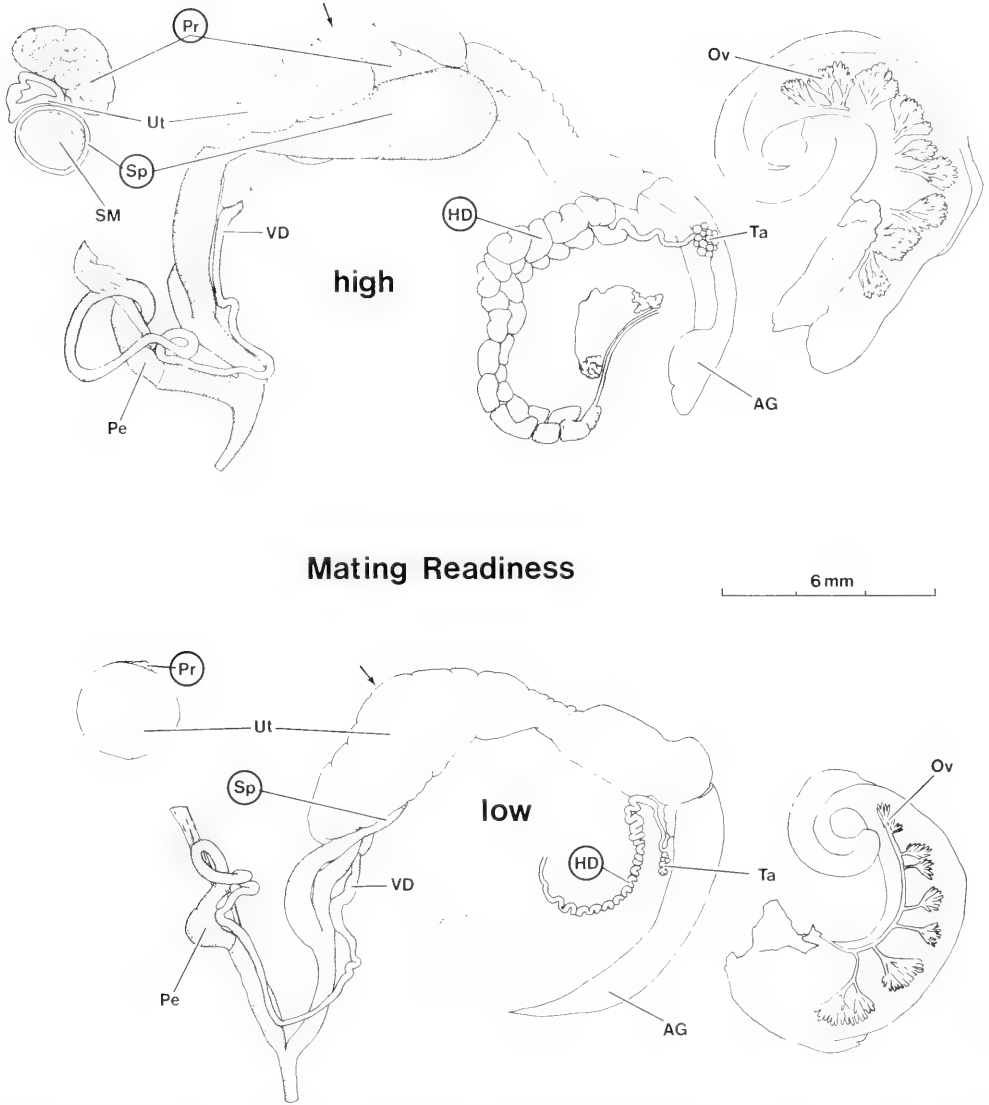 Pr
Ov
Ut
Sp
SM
HD
VD
Ta
high
AG
Pe
Mating Readiness
6 mm
Pr
Ut
Ov
Sp
low
HD
VD
Ta
Pe
AG